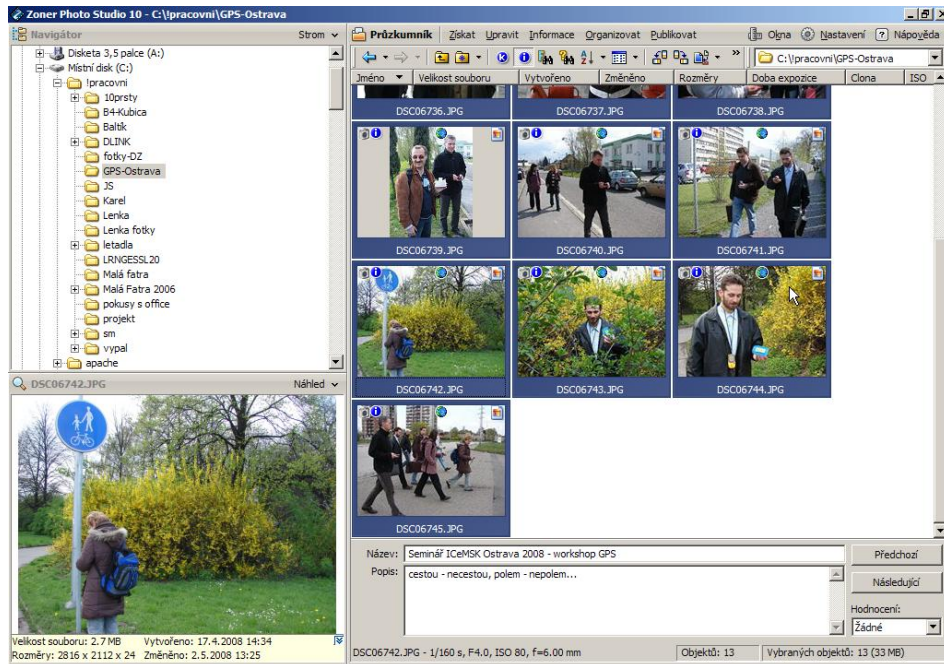 Zoner Photo Studio 10 - C:\!pracovni\GPS-Ostrava
Navigátor
Strom
Disketa 3,5 palce (A:)
Místní disk (C:)
!pracovni
10prsty
B4-Kubica
Baltík
DLINK
fotky-DZ
GPS-Ostrava
JS
Karel
Lenka
Lenka fotky
letadla
LRNGESSL20
Malá fatra
Malá Fatra 2006
pokusy s office
projekt
sm
vypal
apache
DSC06742.JPG
Náhled
Velikost souboru: 2.7 MB Vytvořeno: 17.4.2008 14:34
Rozměry: 2816 x 2112 x 24 Změněno: 2.5.2008 13:25
Průzkumník Získat Upravit Informace Organizovat Publikovat Okna Nastavení Nápověda
C:\!pracovni\GPS-Ostrava
Jméno Velikost souboru Vytvořeno Změněno Rozměry Doba expozice Clona ISO
DSC06736.JPG DSC06737.JPG DSC06738.JPG
DSC06739.JPG DSC06740.JPG DSC06741.JPG
DSC06742.JPG DSC06743.JPG DSC06744.JPG
DSC06745.JPG
Název: Seminář ICeMSK Ostrava 2008 - workshop GPS
Popis: cestou - necestou, polem - nepolem...
Předchozí
Následující
Hodnocení:
Žádné
DSC06742.JPG - 1/160 s, F4.0, ISO 80, f=6.00 mm
Objektů: 13
Vybraných objektů: 13 (33 MB)